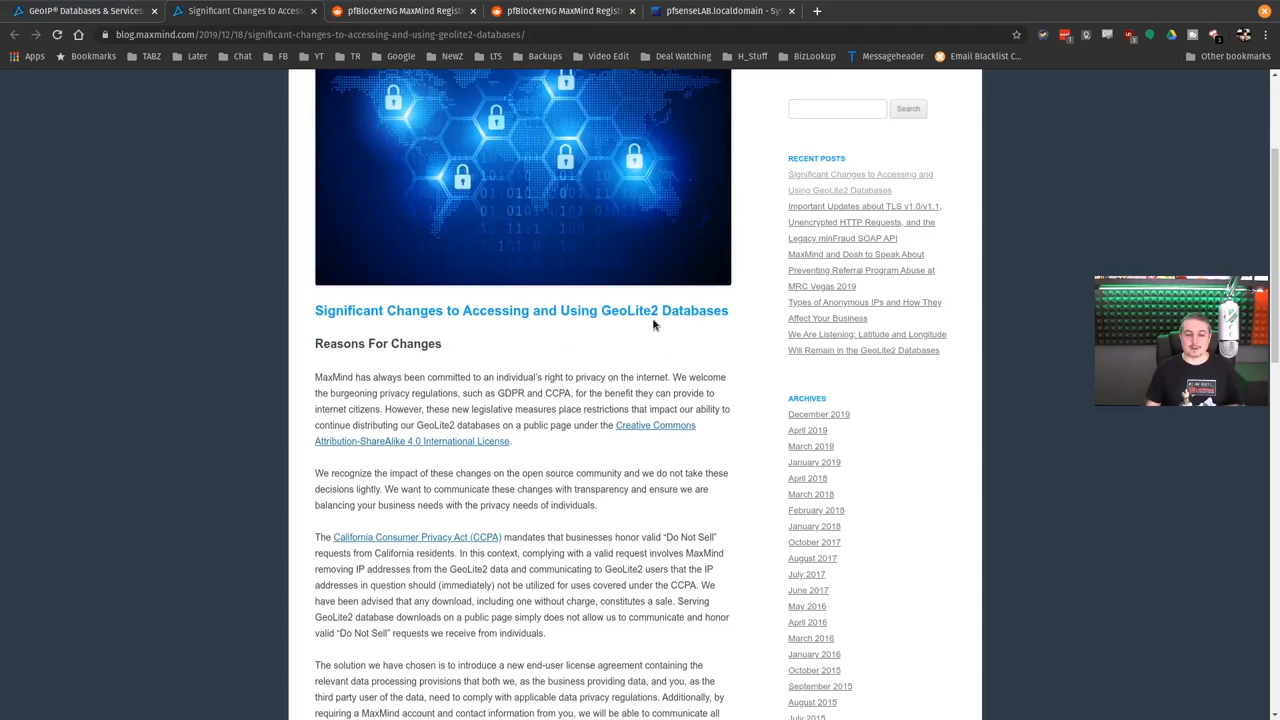 GeoIP® Databases & Services
Significant Changes to Access
pfBlockerNG MaxMind Regist
pfBlockerNG MaxMind Regist
pfSenseLAB.localdomain - Sy
blog.maxmind.com/2019/12/18/significant-changes-to-accessing-and-using-geolite2-databases/
Apps
Bookmarks
TABZ
Later
Chat
FB
YT
TR
Google
NewZ
LTS
Backups
Video Edit
Deal Watching
H_Stuff
BizLookup
Messageheader
Email Blacklist C...
Other bookmarks
Significant Changes to Accessing and Using GeoLite2 Databases
Reasons For Changes
MaxMind has always been committed to an individual's right to privacy on the internet. We welcome
the burgeoning privacy regulations, such as GDPR and CCPA, for the benefit they can provide to
internet citizens. However, these new legislative measures place restrictions that impact our ability to
continue distributing our GeoLite2 databases on a public page under the Creative Commons
Attribution-ShareAlike 4.0 International License.
We recognize the impact of these changes on the open source community and we do not take these
decisions lightly. We want to communicate these changes with transparency and ensure we are
balancing your business needs with the privacy needs of individuals.
The California Consumer Privacy Act (CCPA) mandates that businesses honor valid “Do Not Sell”
requests from California residents. In this context, complying with a valid request involves MaxMind
removing IP addresses from the GeoLite2 data and communicating to GeoLite2 users that the IP
addresses in question should (immediately) not be utilized for uses covered under the CCPA. We
have been advised that any download, including one without charge, constitutes a sale. Serving
GeoLite2 database downloads on a public page simply does not allow us to communicate and honor
valid “Do Not Sell” requests we receive from individuals.
The solution we have chosen is to introduce a new end-user license agreement containing the
relevant data processing provisions that both we, as the business providing data, and you, as the
third party user of the data, need to comply with applicable data privacy regulations. Additionally, by
requiring a MaxMind account and contact information from you, we will be able to communicate all
Search
RECENT POSTS
Significant Changes to Accessing and
Using GeoLite2 Databases
Important Updates about TLS v1.0/v1.1,
Unencrypted HTTP Requests, and the
Legacy minFraud SOAP API
MaxMind and Dosh to Speak About
Preventing Referral Program Abuse at
MRC Vegas 2019
Types of Anonymous IPs and How They
Affect Your Business
We Are Listening: Latitude and Longitude
Will Remain in the GeoLite2 Databases
ARCHIVES
December 2019
April 2019
March 2019
January 2019
April 2018
March 2018
February 2018
January 2018
October 2017
August 2017
July 2017
June 2017
May 2016
April 2016
March 2016
January 2016
October 2015
September 2015
August 2015
July 2015